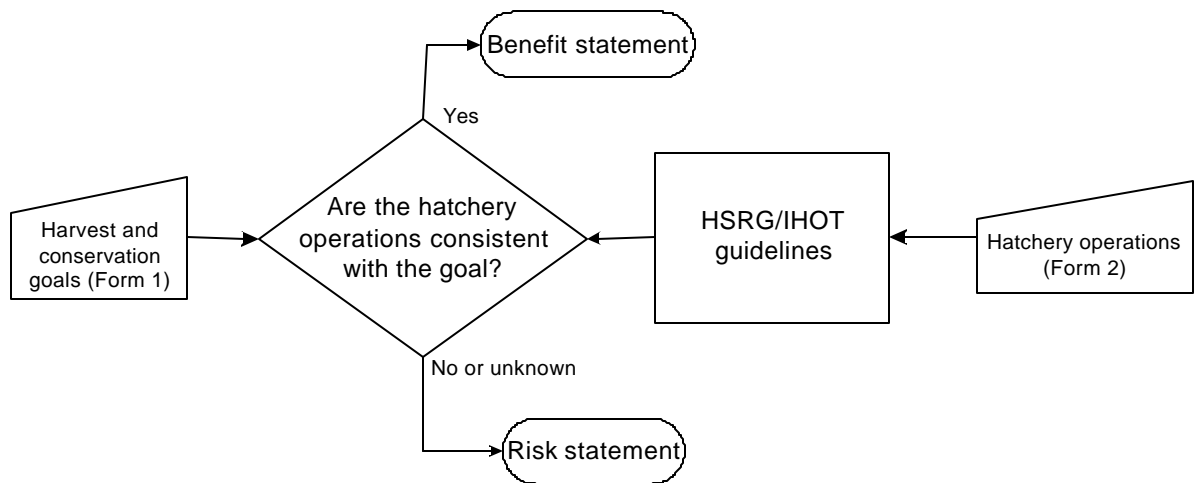 Benefit statement
Yes
Harvest and
conservation
goals (Form 1)
Are the hatchery
operations consistent
with the goal?
HSRG/IHOT
guidelines
Hatchery operations
(Form 2)
No or unknown
Risk statement